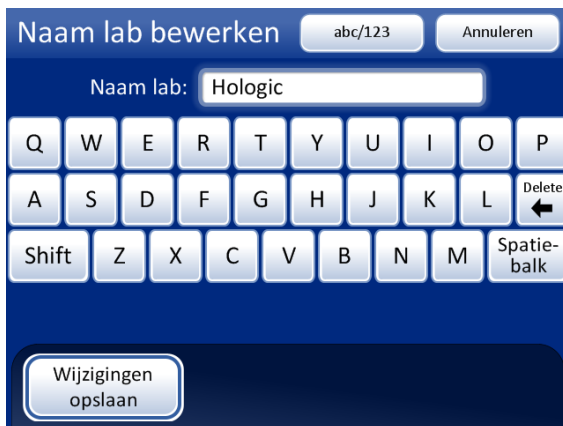 Naam lab bewerken abc/123 Annuleren
Naam lab: Hologic
Q W E R T Y U I O P
A S D F G H J K L Delete
Shift Z X C V B N M Spatie-
balk
Wijzigingen
opslaan